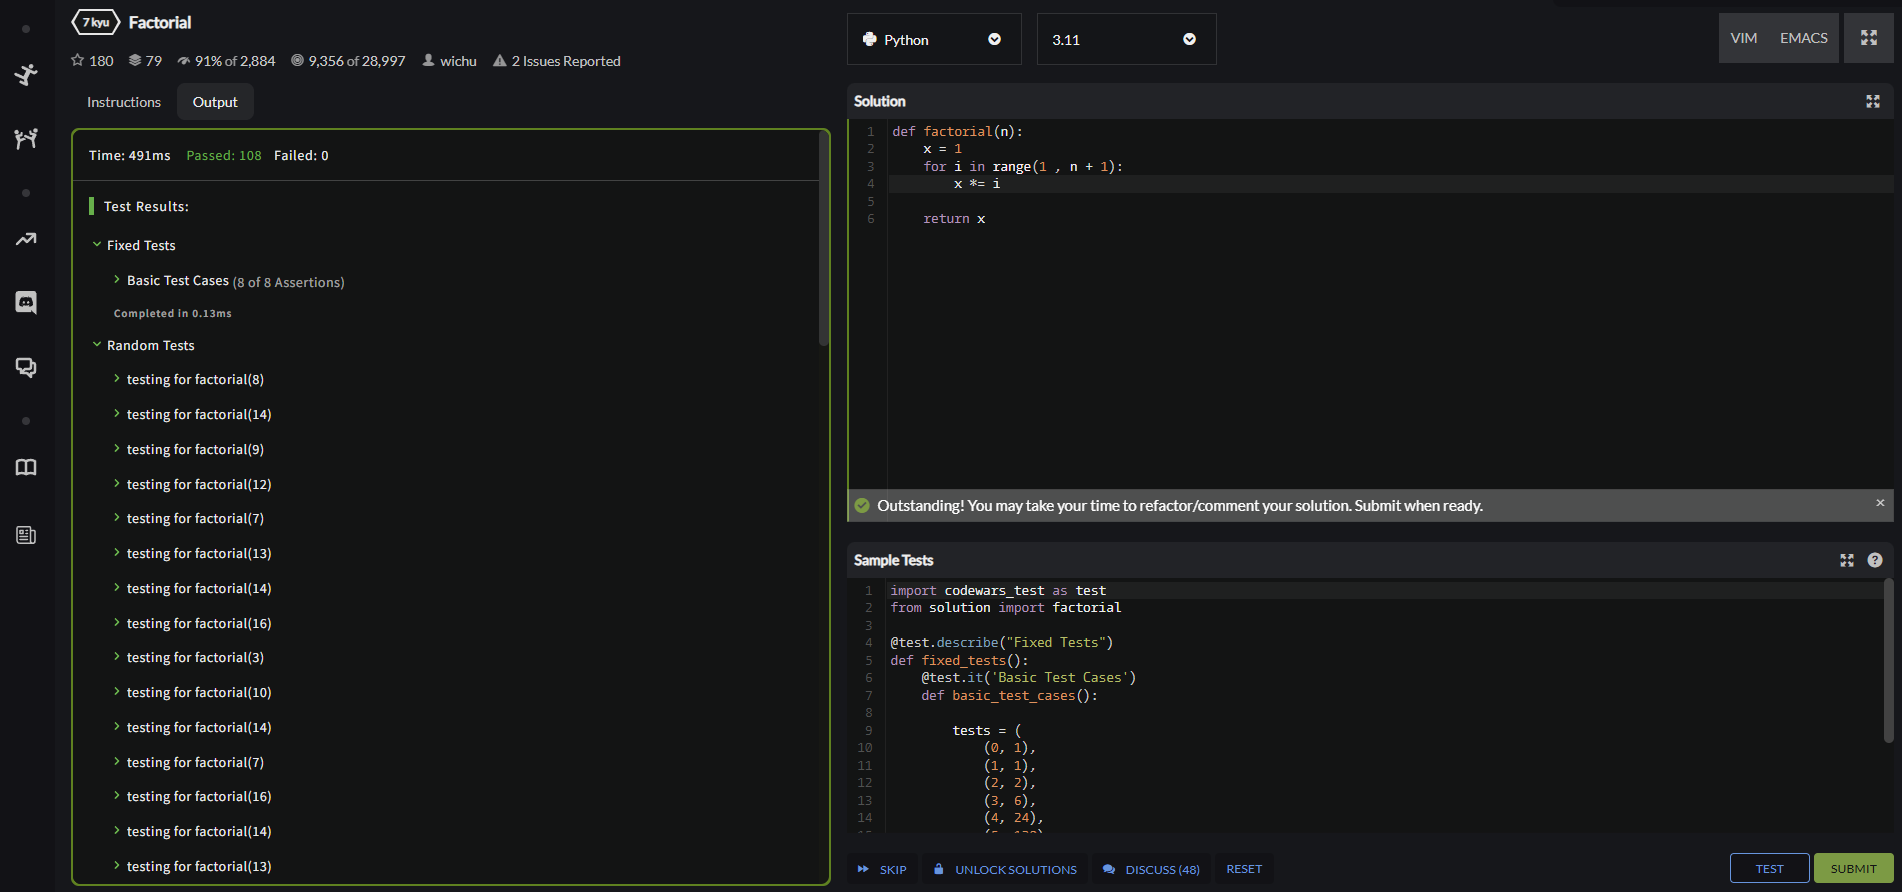 7 kyu Factorial
180 79 91% of 2,884 9,356 of 28,997 wichu 2 Issues Reported
Instructions Output
Time: 491ms Passed: 108 Failed: 0
Test Results:
Fixed Tests
Basic Test Cases (8 of 8 Assertions)
Completed in 0.13ms
Random Tests
testing for factorial(8)
testing for factorial(14)
testing for factorial(9)
testing for factorial(12)
testing for factorial(7)
testing for factorial(13)
testing for factorial(14)
testing for factorial(16)
testing for factorial(3)
testing for factorial(10)
testing for factorial(14)
testing for factorial(7)
testing for factorial(16)
testing for factorial(14)
testing for factorial(13)
Python 3.11 VIM EMACS
Solution
1 def factorial(n):
2     x = 1
3     for i in range(1 , n + 1):
4         x *= i
5
6     return x
Outstanding! You may take your time to refactor/comment your solution. Submit when ready. ×
Sample Tests ?
1 import codewars_test as test
2 from solution import factorial
3
4 @test.describe("Fixed Tests")
5 def fixed_tests():
6     @test.it('Basic Test Cases')
7     def basic_test_cases():
8
9         tests = (
10             (0, 1),
11             (1, 1),
12             (2, 2),
13             (3, 6),
14             (4, 24),
SKIP UNLOCK SOLUTIONS DISCUSS (48) RESET TEST SUBMIT